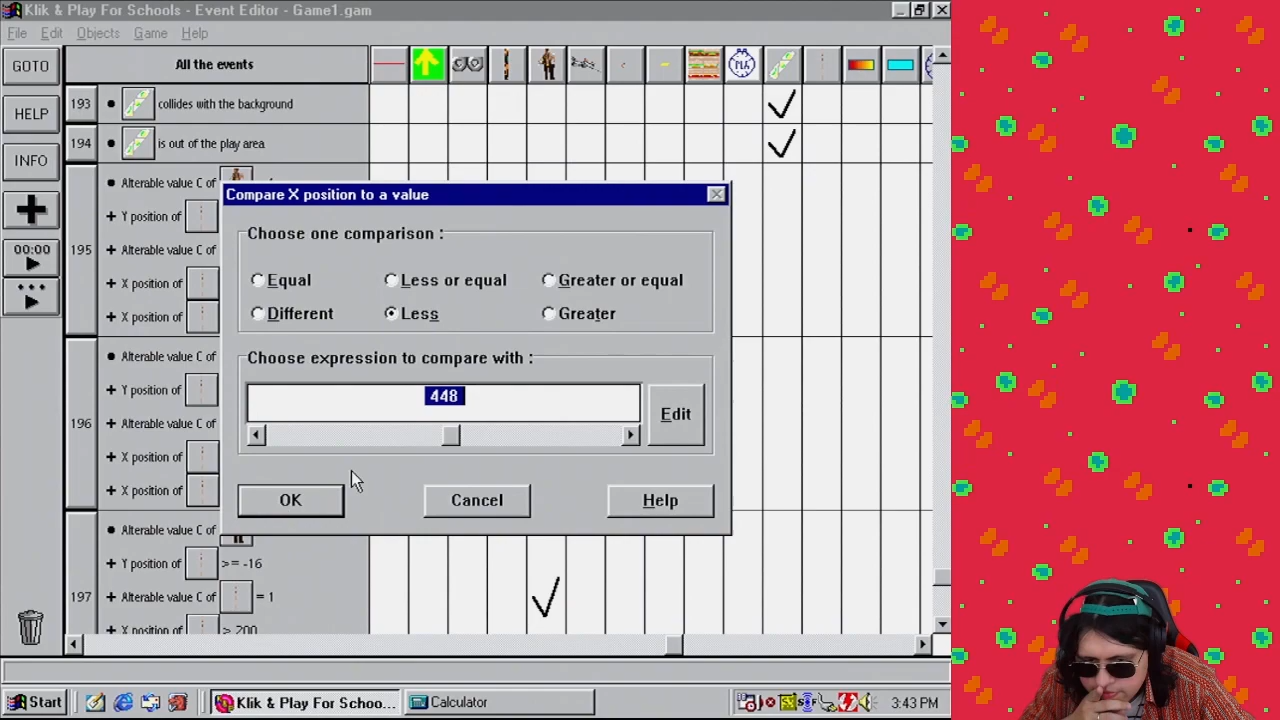 Klik & Play For Schools - Event Editor - Game1.gam
File Edit Objects Game Help
GOTO
All the events
193 collides with the background
HELP
194 is out of the play area
INFO
Alterable value C of
Compare X position to a value
+ Y position of
Choose one comparison :
195 + Alterable value C of
00:00
Equal Less or equal Greater or equal
+ X position of
Different Less Greater
+ X position of
Alterable value C of
Choose expression to compare with :
+ Y position of
448
Edit
196 + Alterable value C of
+ X position of
+ X position of
OK Cancel Help
Alterable value C of
+ Y position of >= -16
197 + Alterable value C of = 1
+ X position of > 200
Start Klik & Play For Schoo... Calculator 3:43 PM